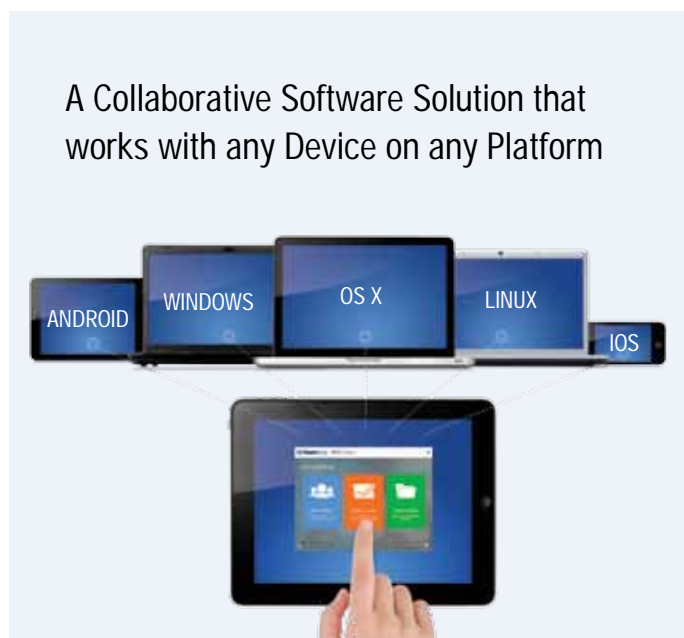 A Collaborative Software Solution that
works with any Device on any Platform
ANDROID
WINDOWS
OS X
LINUX
IOS